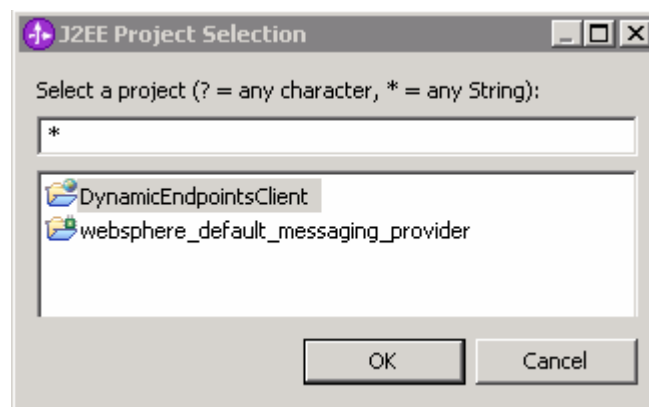 J2EE Project Selection
Select a project (? = any character, * = any String):
*
DynamicEndpointsClient
websphere_default_messaging_provider
OK Cancel